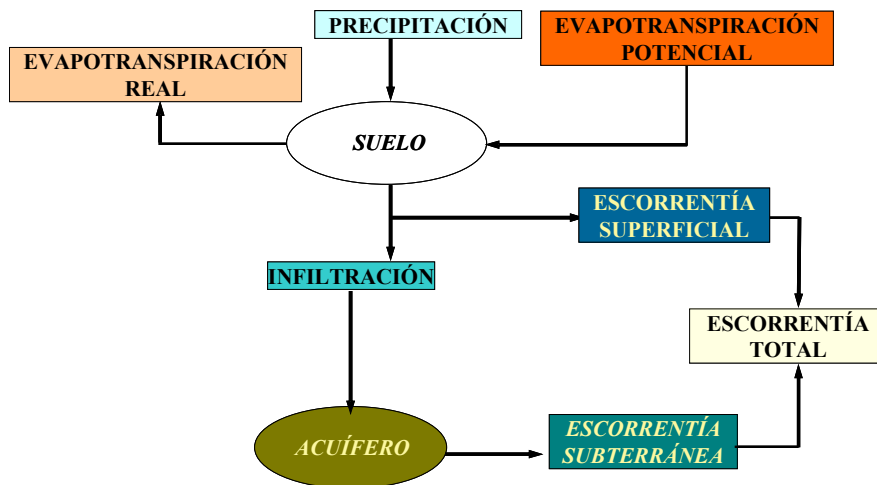 PRECIPITACIÓN
EVAPOTRANSPIRACIÓN
POTENCIAL
EVAPOTRANSPIRACIÓN
REAL
SUELO
ESCORRENTÍA
SUPERFICIAL
INFILTRACIÓN
ESCORRENTÍA
TOTAL
ACUÍFERO
ESCORRENTÍA
SUBTERRÁNEA